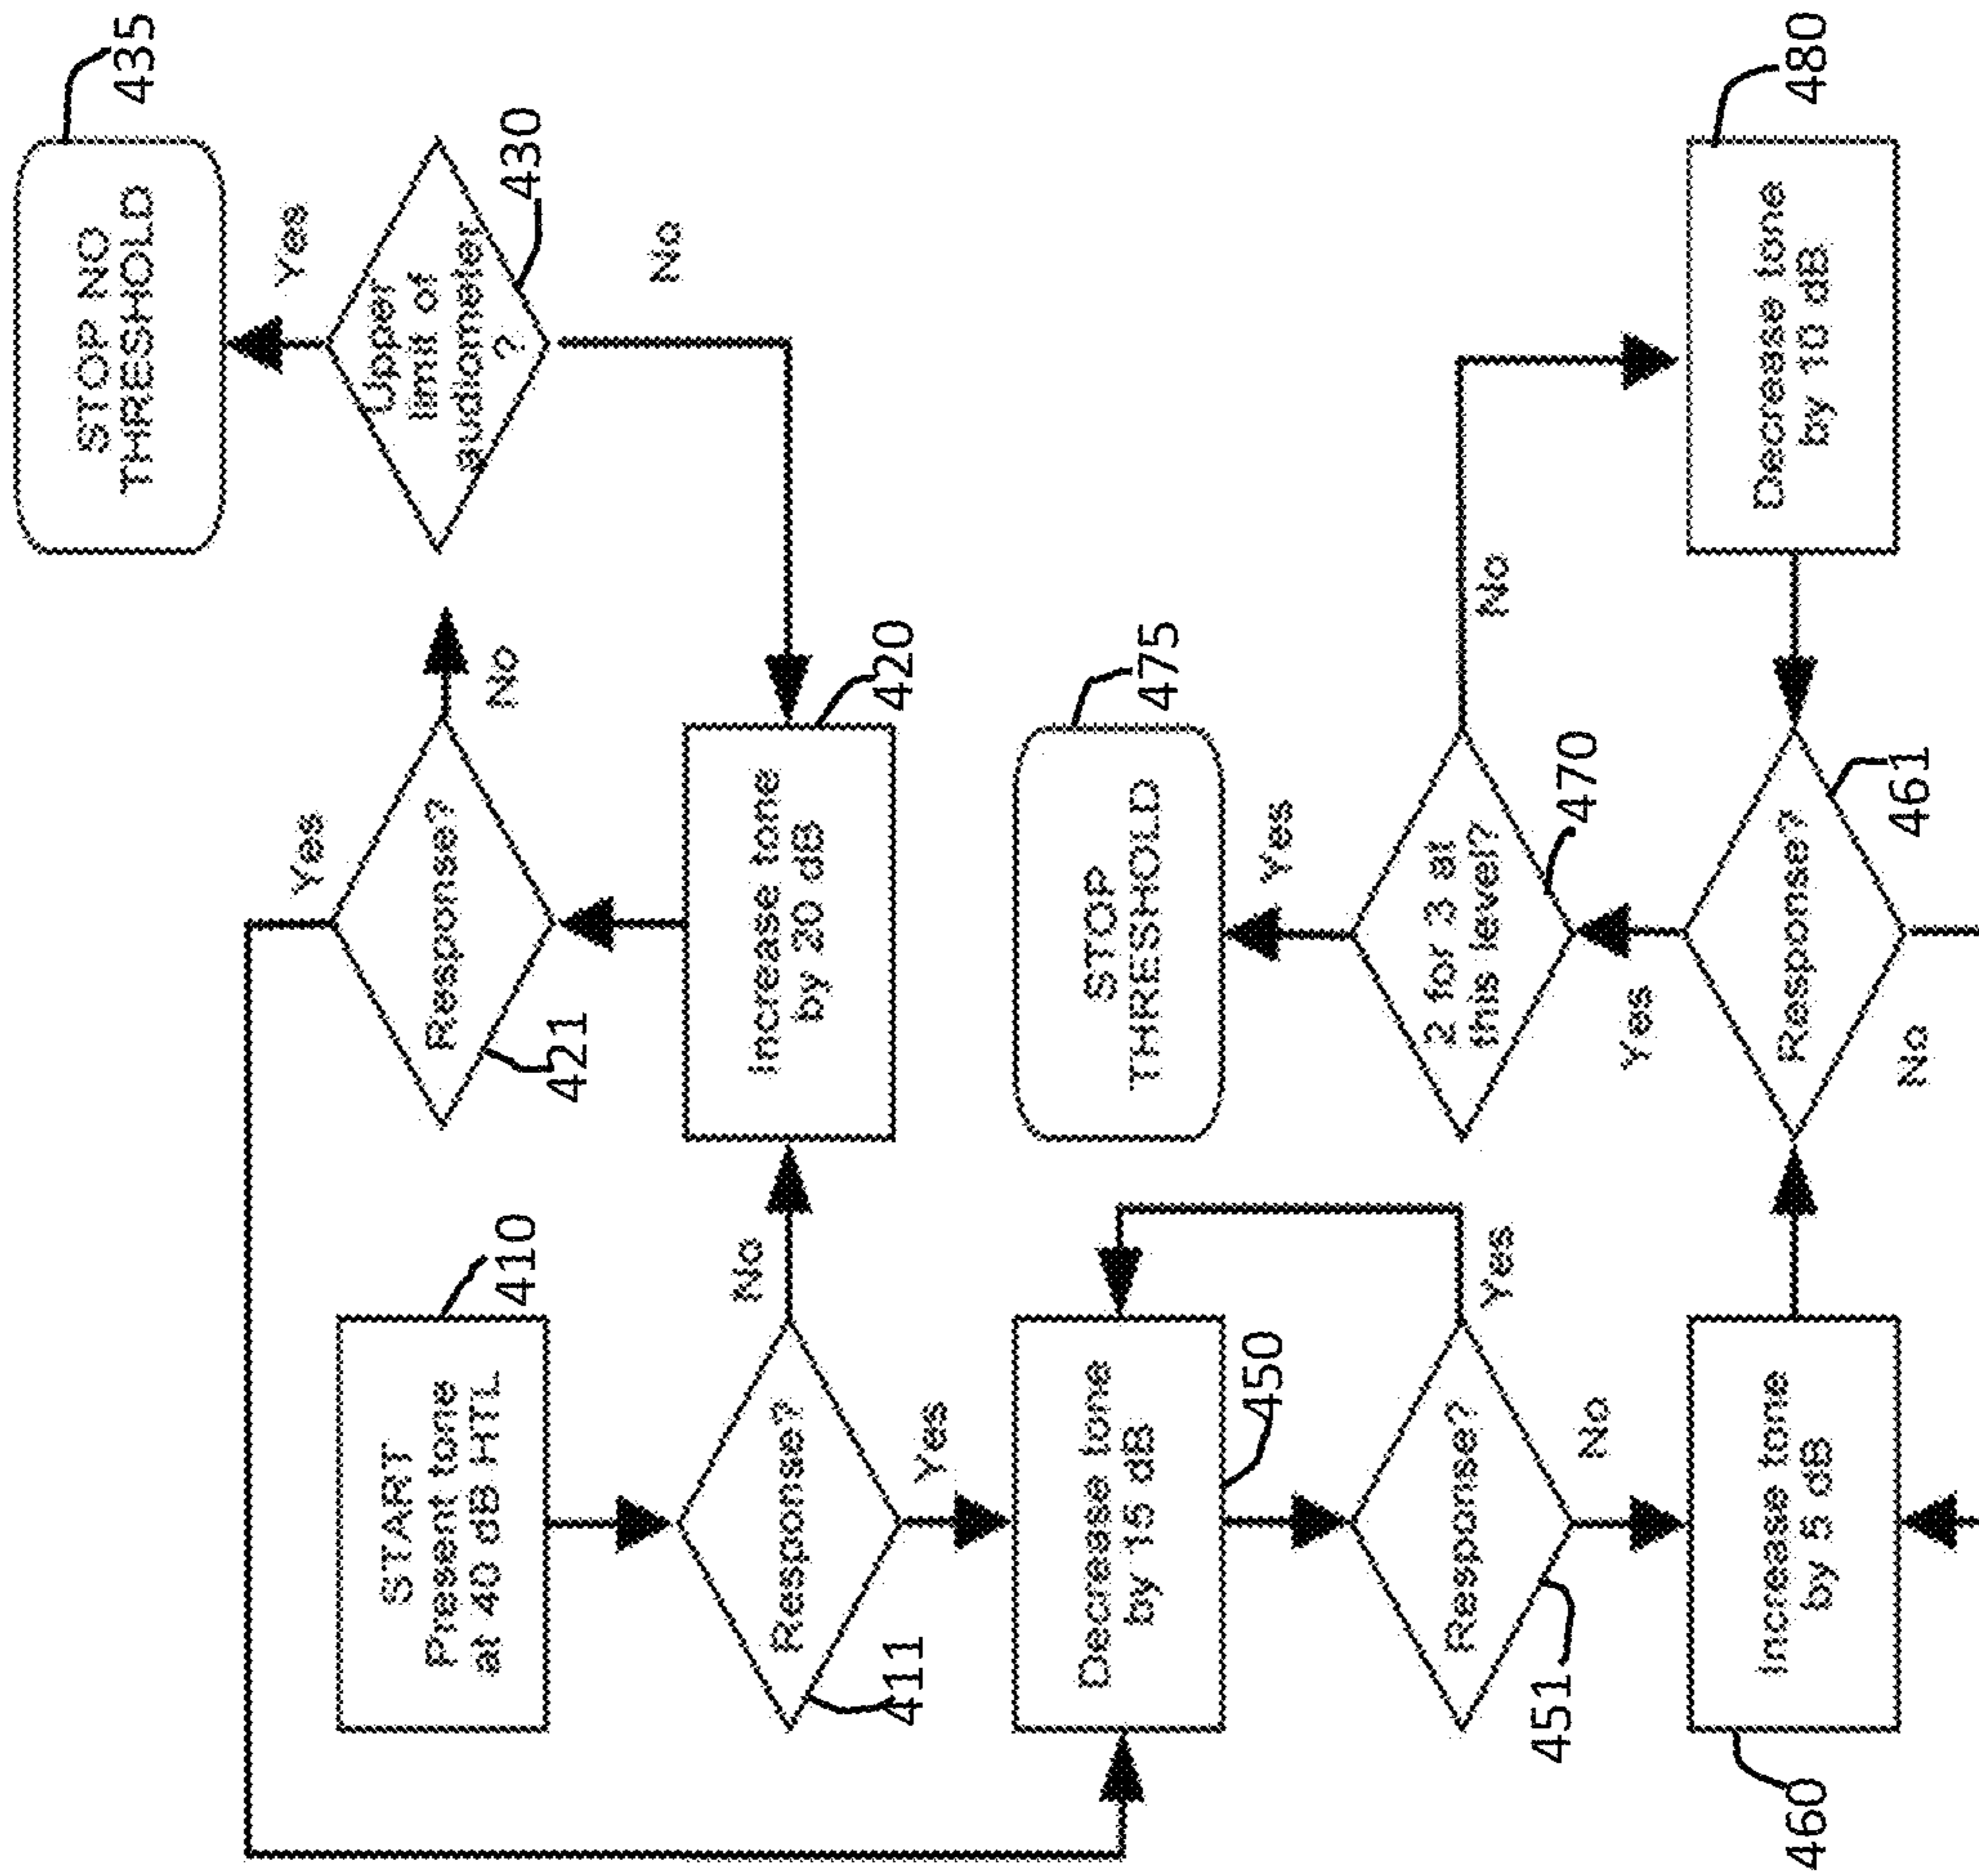 START
Present tone
at 40 dB HTL
410
Response?
411
No
Yes
Increase tone
by 20 dB
420
Response?
421
Yes
No
Upper
limit of
audiometer
?
430
Yes
No
STOP NO
THRESHOLD
435
Decrease tone
by 15 dB
450
Response?
451
Yes
No
Increase tone
by 5 dB
460
Response?
461
Yes
No
2 for 3 at
this level?
470
Yes
No
STOP
THRESHOLD
475
Decrease tone
by 10 dB
480